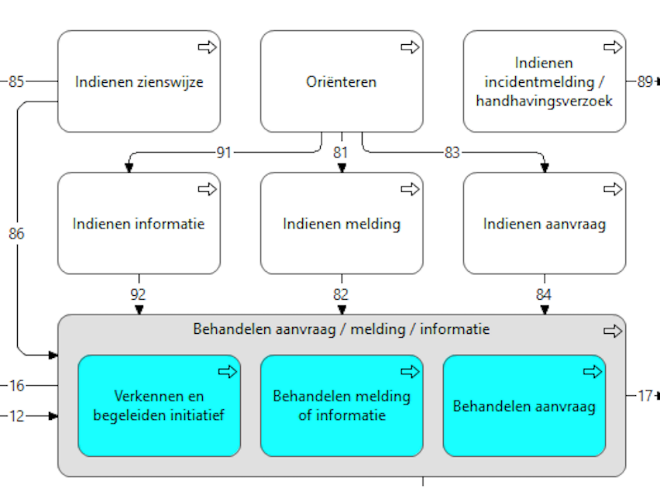 85
Indienen zienswijze
Oriënteren
Indienen
incidentmelding /
handhavingsverzoek
89
91
81
83
86
Indienen informatie
Indienen melding
Indienen aanvraag
92
82
84
Behandelen aanvraag / melding / informatie
16
12
Verkennen en
begeleiden initiatief
Behandelen melding
of informatie
Behandelen aanvraag
17